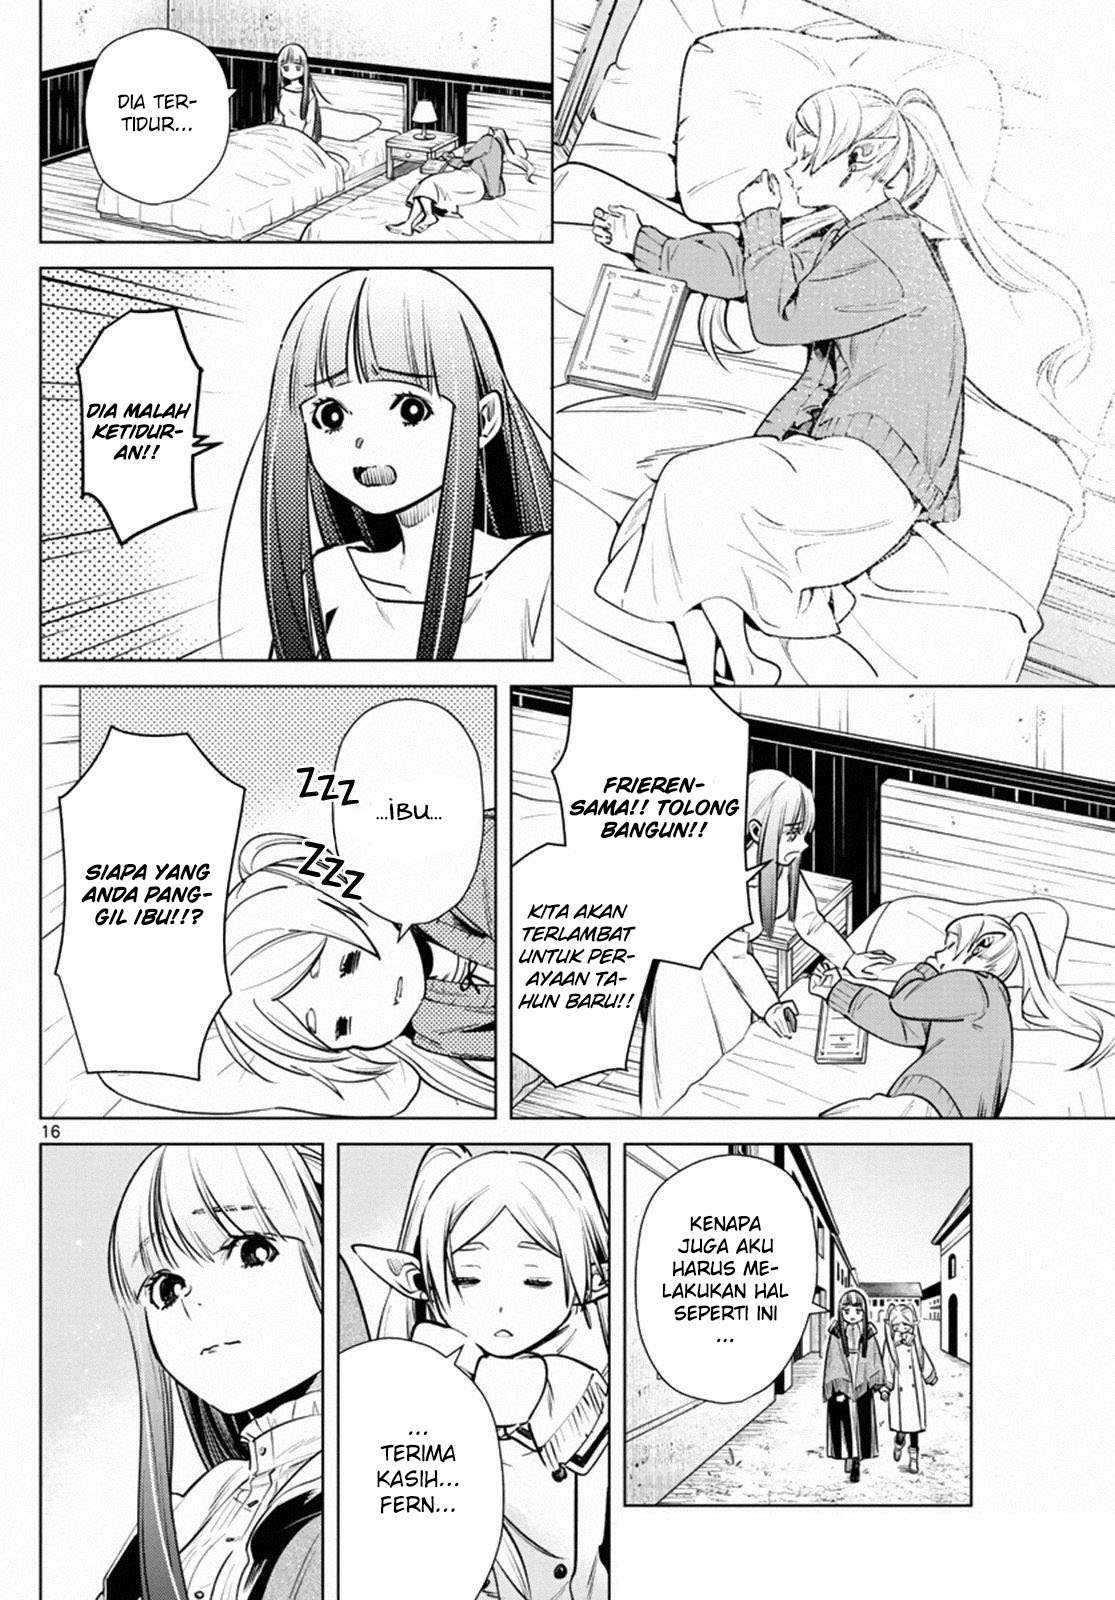 DIA TER-
TIDUR...
DIA MALAH
KETIDUR-
AN!!
FRIEREN-
SAMA!! TOLONG
BANGUN!!
KITA AKAN
TERLAMBAT
UNTUK PER-
AYAAN TA-
HUN BARU!!
ZZZ
...IBU...
ZZZ
SIAPA YANG
ANDA PANG-
GIL IBU!!?
16
KENAPA
JUGA AKU
HARUS ME-
LAKUKAN HAL
SEPERTI INI
...
...
TERIMA
KASIH...
FERN...